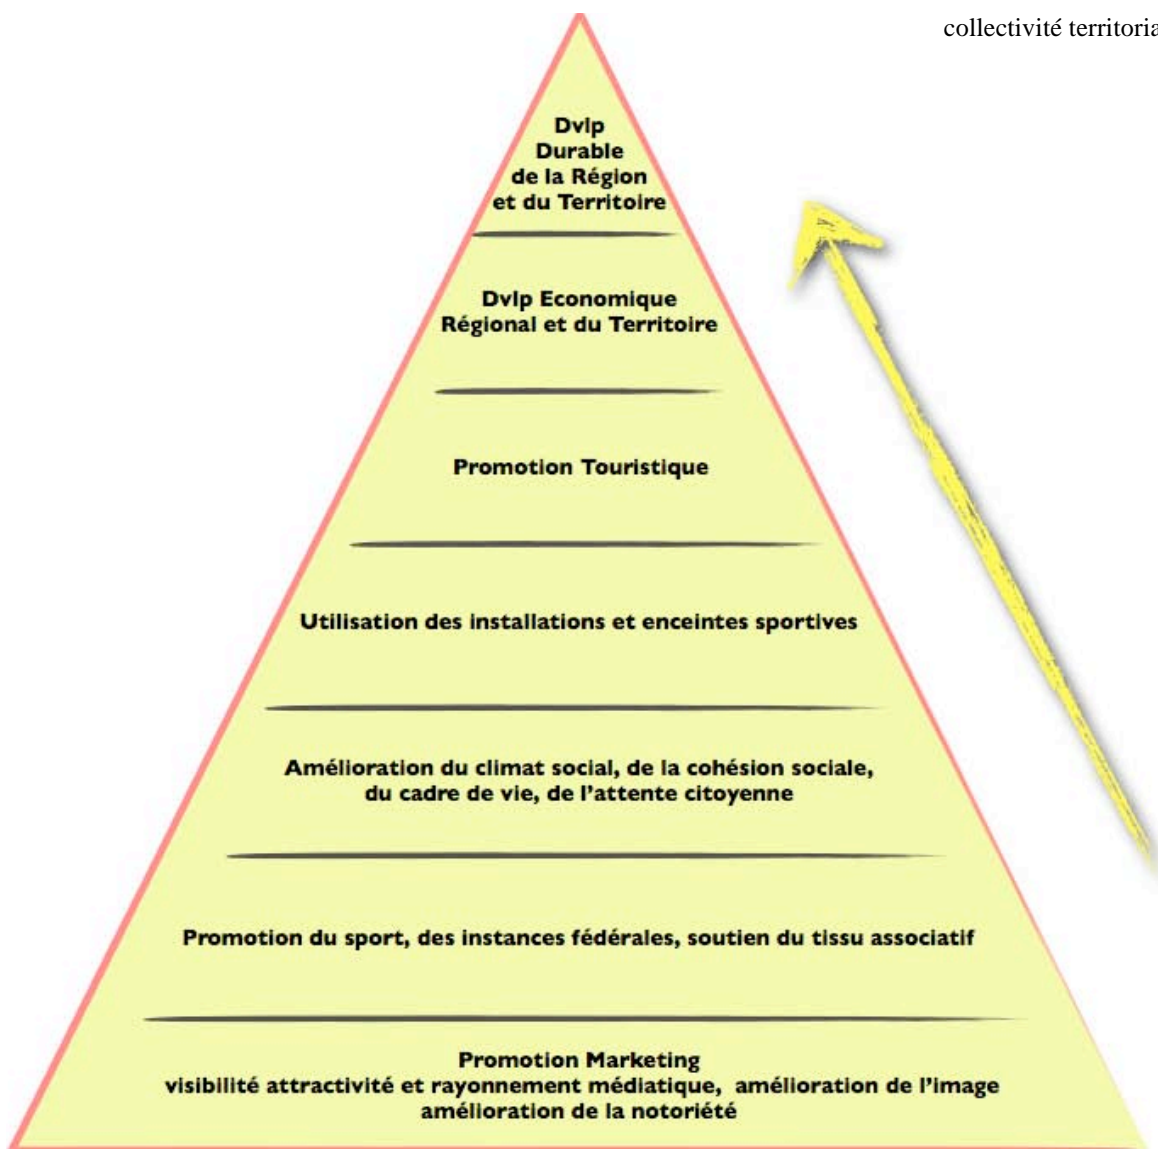 collectivité
Dvlp
Durable
de la Région
et du Territoire
Dvlp Economique
Régional et du Territoire
Promotion Touristique
Utilisation des installations et enceintes sportives
Amélioration du climat social, de la cohésion sociale,
du cadre de vie, de l'attente citoyenne
Promotion du sport, des instances fédérales, soutien du tissu associatif
Promotion Marketing
visibilité attractivité et rayonnement médiatique, amélioration de l'image
amélioration de la notoriété